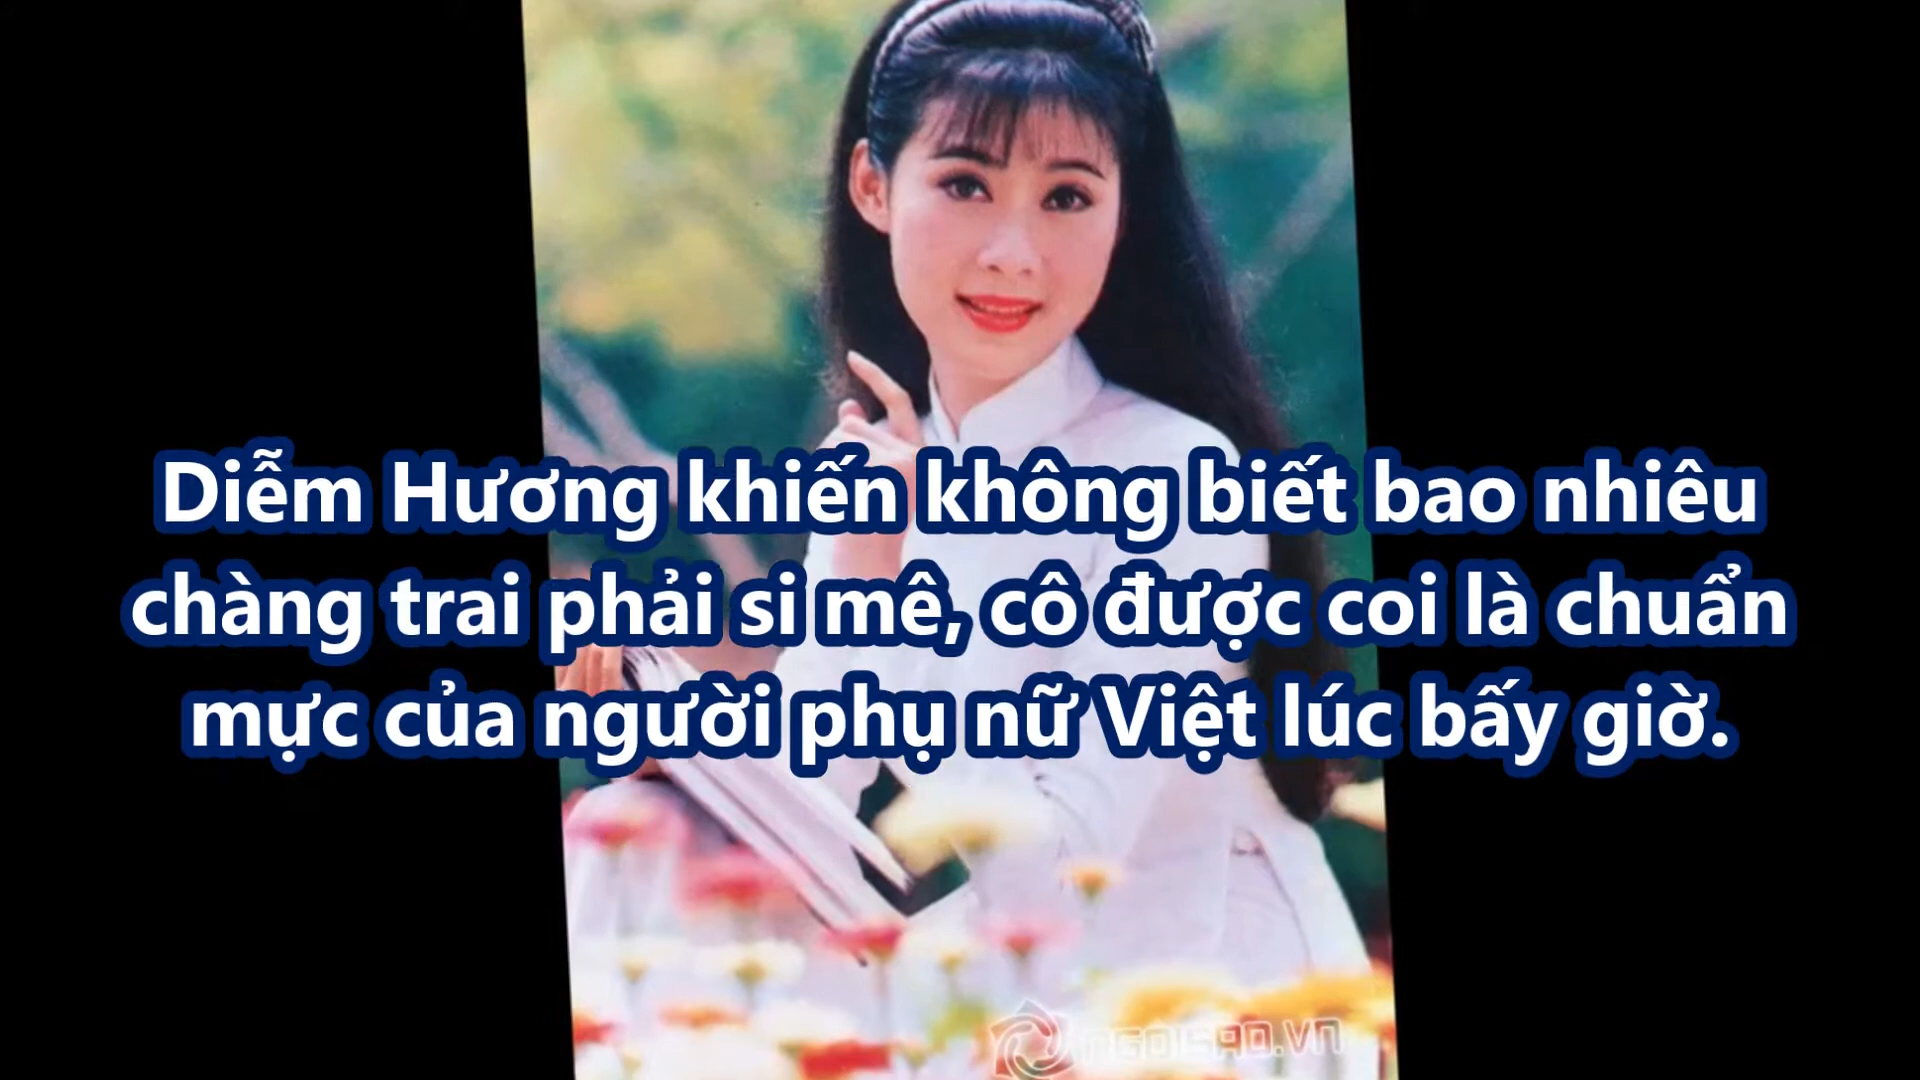 Diễm Hương khiến không biết bao nhiêu
chàng trai phải si mê, cô được coi là chuẩn
mực của người phụ nữ Việt lúc bấy giờ.
NGOISAO.VN